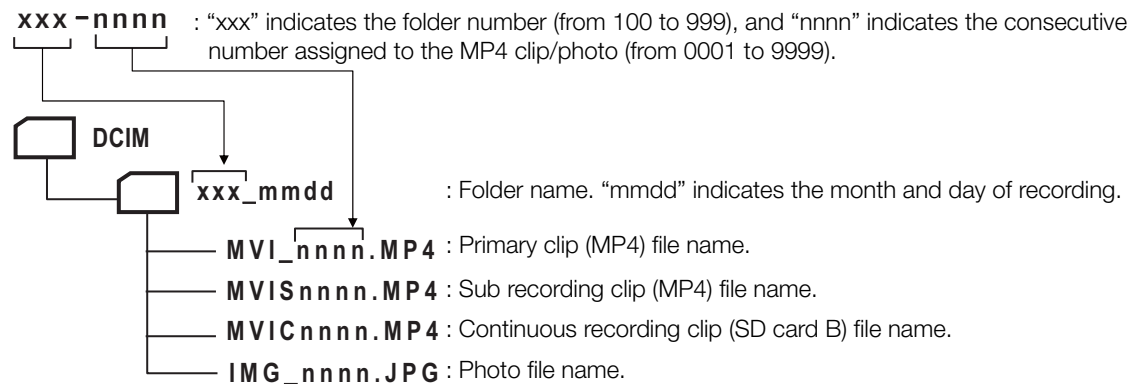 xxx-nnnn : “xxx” indicates the folder number (from 100 to 999), and “nnnn” indicates the consecutive
number assigned to the MP4 clip/photo (from 0001 to 9999).
DCIM
xxx_mmdd : Folder name. “mmdd” indicates the month and day of recording.
MVI_nnnn.MP4 : Primary clip (MP4) file name.
MVISnnnn.MP4 : Sub recording clip (MP4) file name.
MVICnnnn.MP4 : Continuous recording clip (SD card B) file name.
IMG_nnnn.JPG : Photo file name.